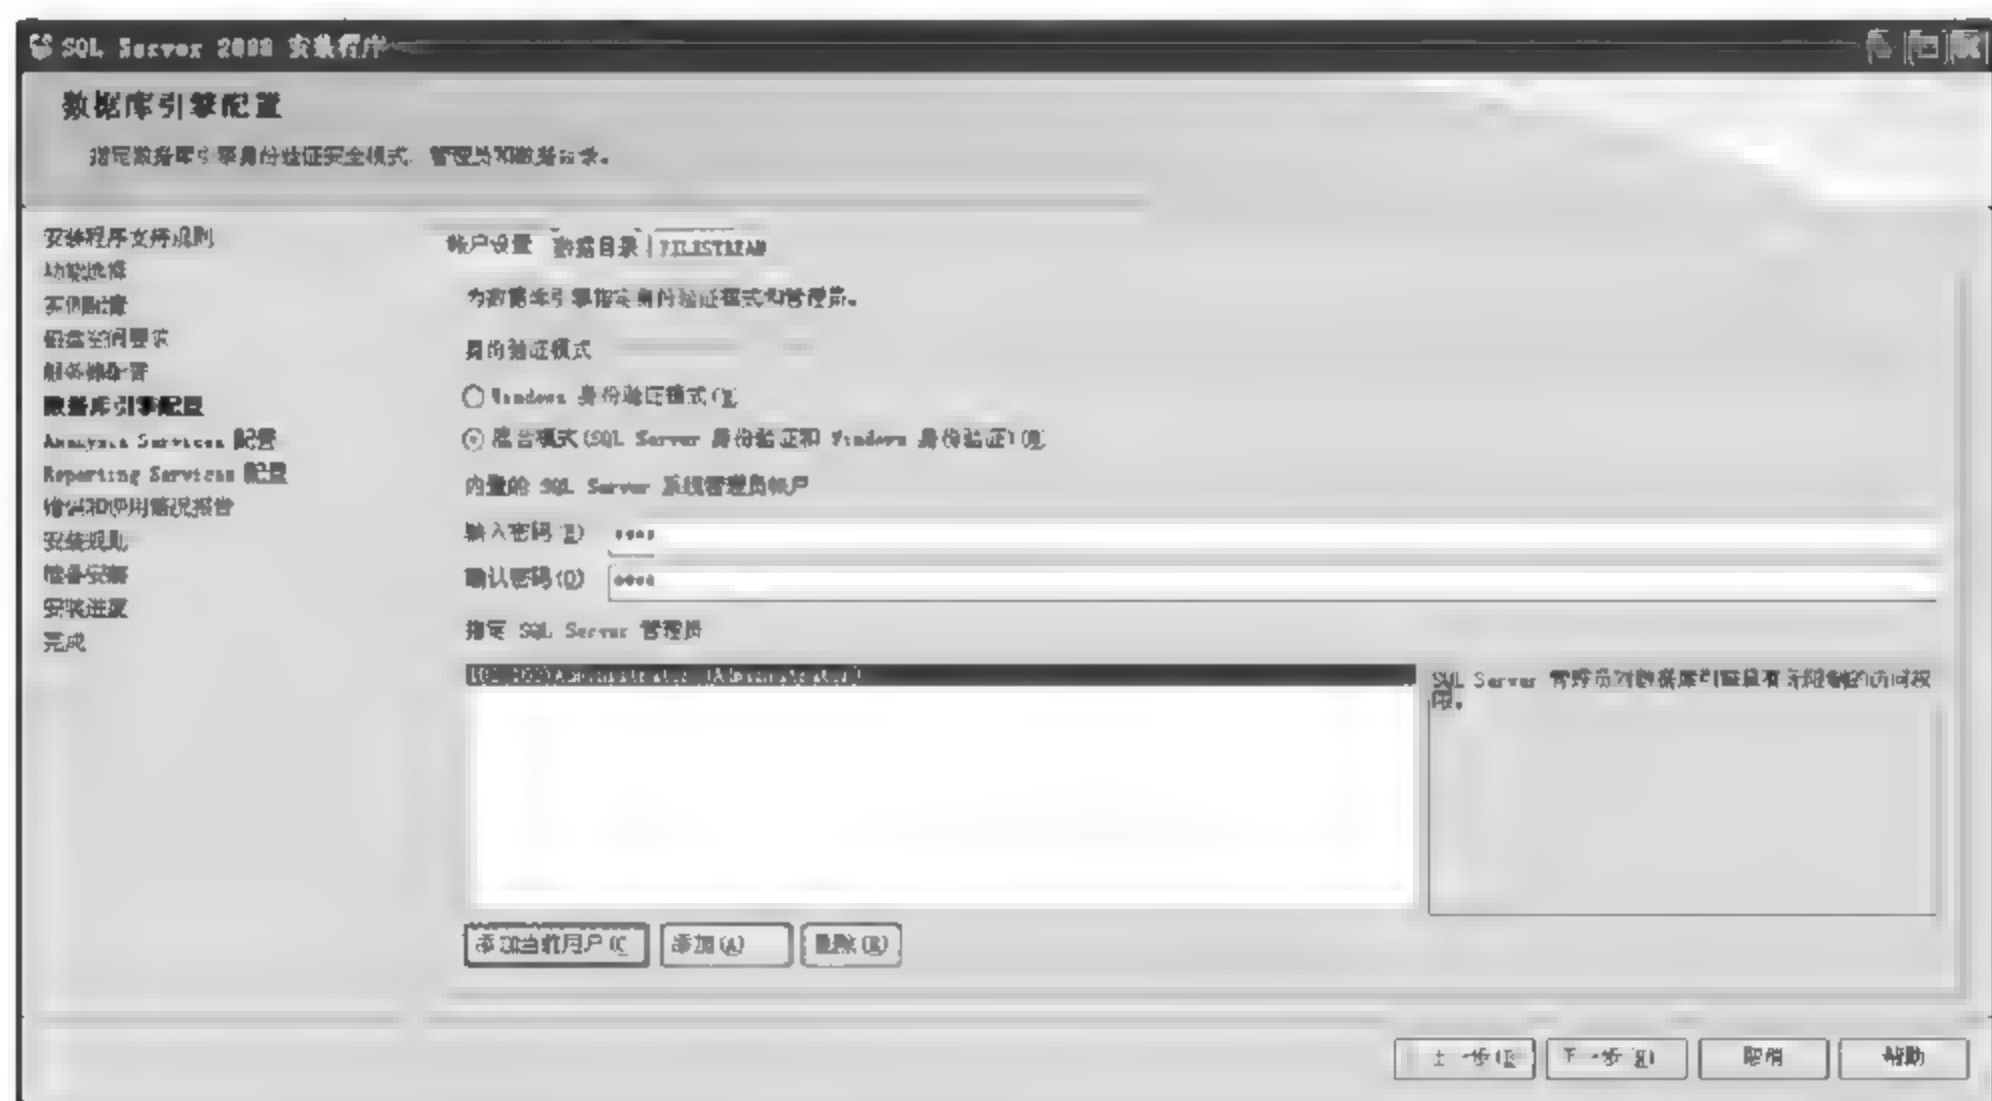 SQL Server 2008 安装程序
数据库引擎配置
指定数据库引擎身份验证安全模式、管理员和数据目录。
安装程序支持规则
功能选择
实例配置
磁盘空间要求
服务器配置
数据库引擎配置
Analysis Services 配置
Reporting Services 配置
错误和使用情况报告
安装规则
准备安装
安装进度
完成
帐户设置 数据目录 FILESTREAM
为数据库引擎指定身份验证模式和管理员。
身份验证模式
Windows 身份验证模式(W)
混合模式(SQL Server 身份验证和 Windows 身份验证)(M)
内置的 SQL Server 系统管理员帐户
输入密码(E)
确认密码(O)
指定 SQL Server 管理员
Administrator (Administrator)
SQL Server 管理员对数据库引擎具有无限制的访问权
限。
添加当前用户(C 添加(A) 删除(R)
上一步(B 下一步(N) 取消 帮助